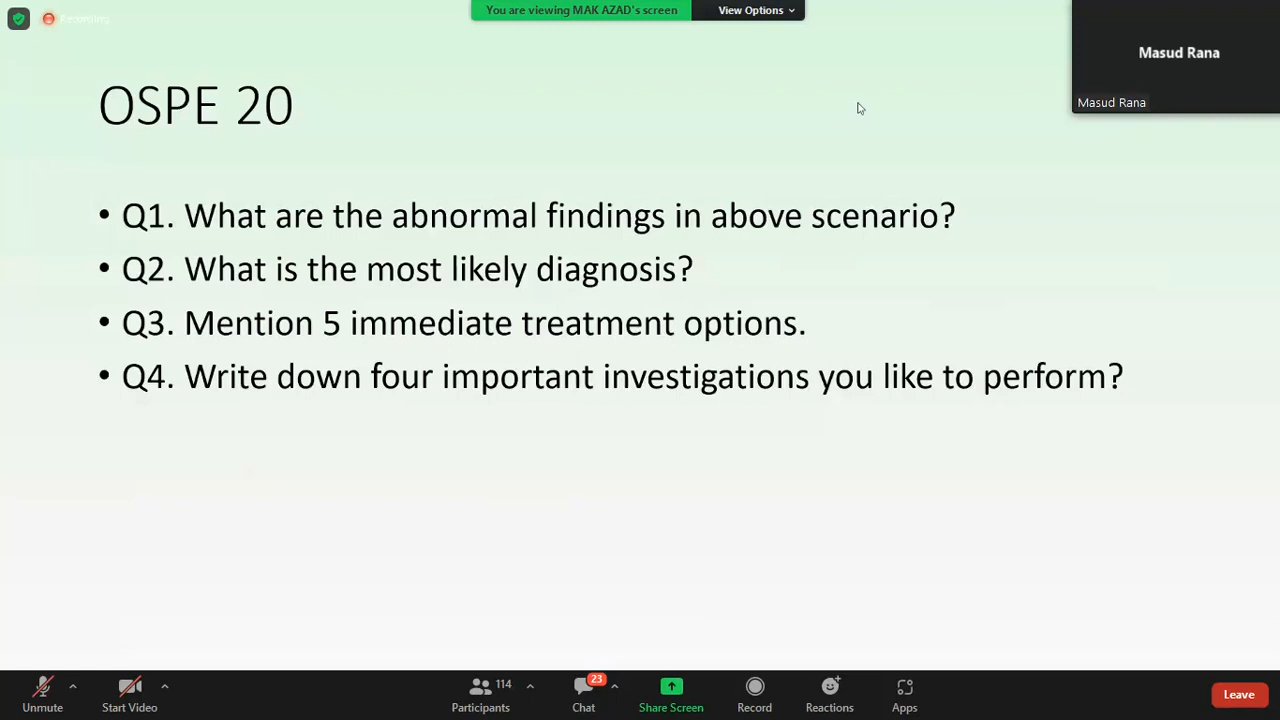 Recording
You are viewing MAK AZAD's screen
View Options
Masud Rana
Masud Rana
OSPE 20
• Q1. What are the abnormal findings in above scenario?
• Q2. What is the most likely diagnosis?
• Q3. Mention 5 immediate treatment options.
• Q4. Write down four important investigations you like to perform?
Unmute
Start Video
114
Participants
23
Chat
Share Screen
Record
Reactions
Apps
Leave